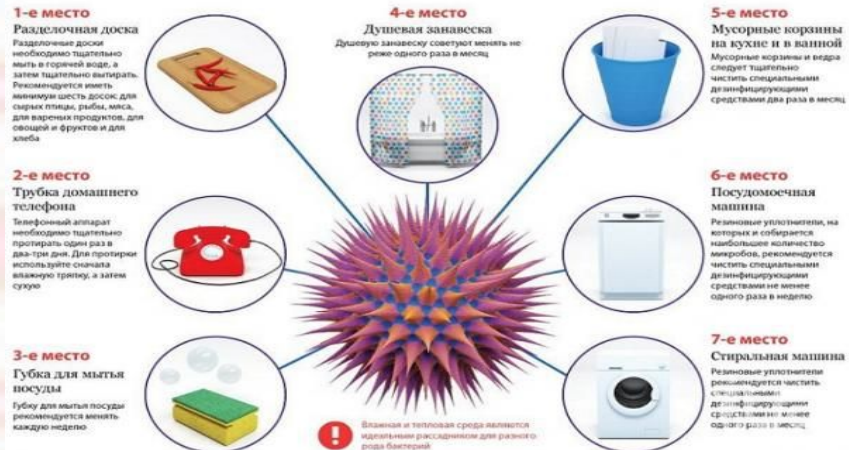 1-е место
Разделочная доска
Разделочные доски
необходимо тщательно
мыть в горячей воде, а
затем тщательно вытирать.
Рекомендуется иметь
минимум шесть досок: для
сырых птицы, рыбы, мяса,
для вареных продуктов, для
овощей и фруктов и для
хлеба
2-е место
Трубка домашнего
телефона
Телефонный аппарат
необходимо тщательно
протирать один раз в
два-три дня. Для протирки
используйте сначала
влажную тряпку, а затем
сухую
3-е место
Губка для мытья
посуды
Губку для мытья посуды
рекомендуется менять
каждую неделю
4-е место
Душевая занавеска
Душевую занавеску советуют менять не
реже одного раза в месяц
5-е место
Мусорные корзины
на кухне и в ванной
Мусорные корзины и ведра
следует тщательно
чистить специальными
дезинфицирующими
средствами два раза в месяц
6-е место
Посудомоечная
машина
Резиновые уплотнители, на
которых и собирается
наибольшее количество
микробов, рекомендуется
чистить специальными
дезинфицирующими
средствами не менее
одного раза в неделю
7-е место
Стиральная машина
Резиновые уплотнители
рекомендуется чистить
специальными
дезинфицирующими
средствами не менее
одного раза в месяц
Влажная и тепловая среда являются
идеальным рассадником для разного
рода бактерий